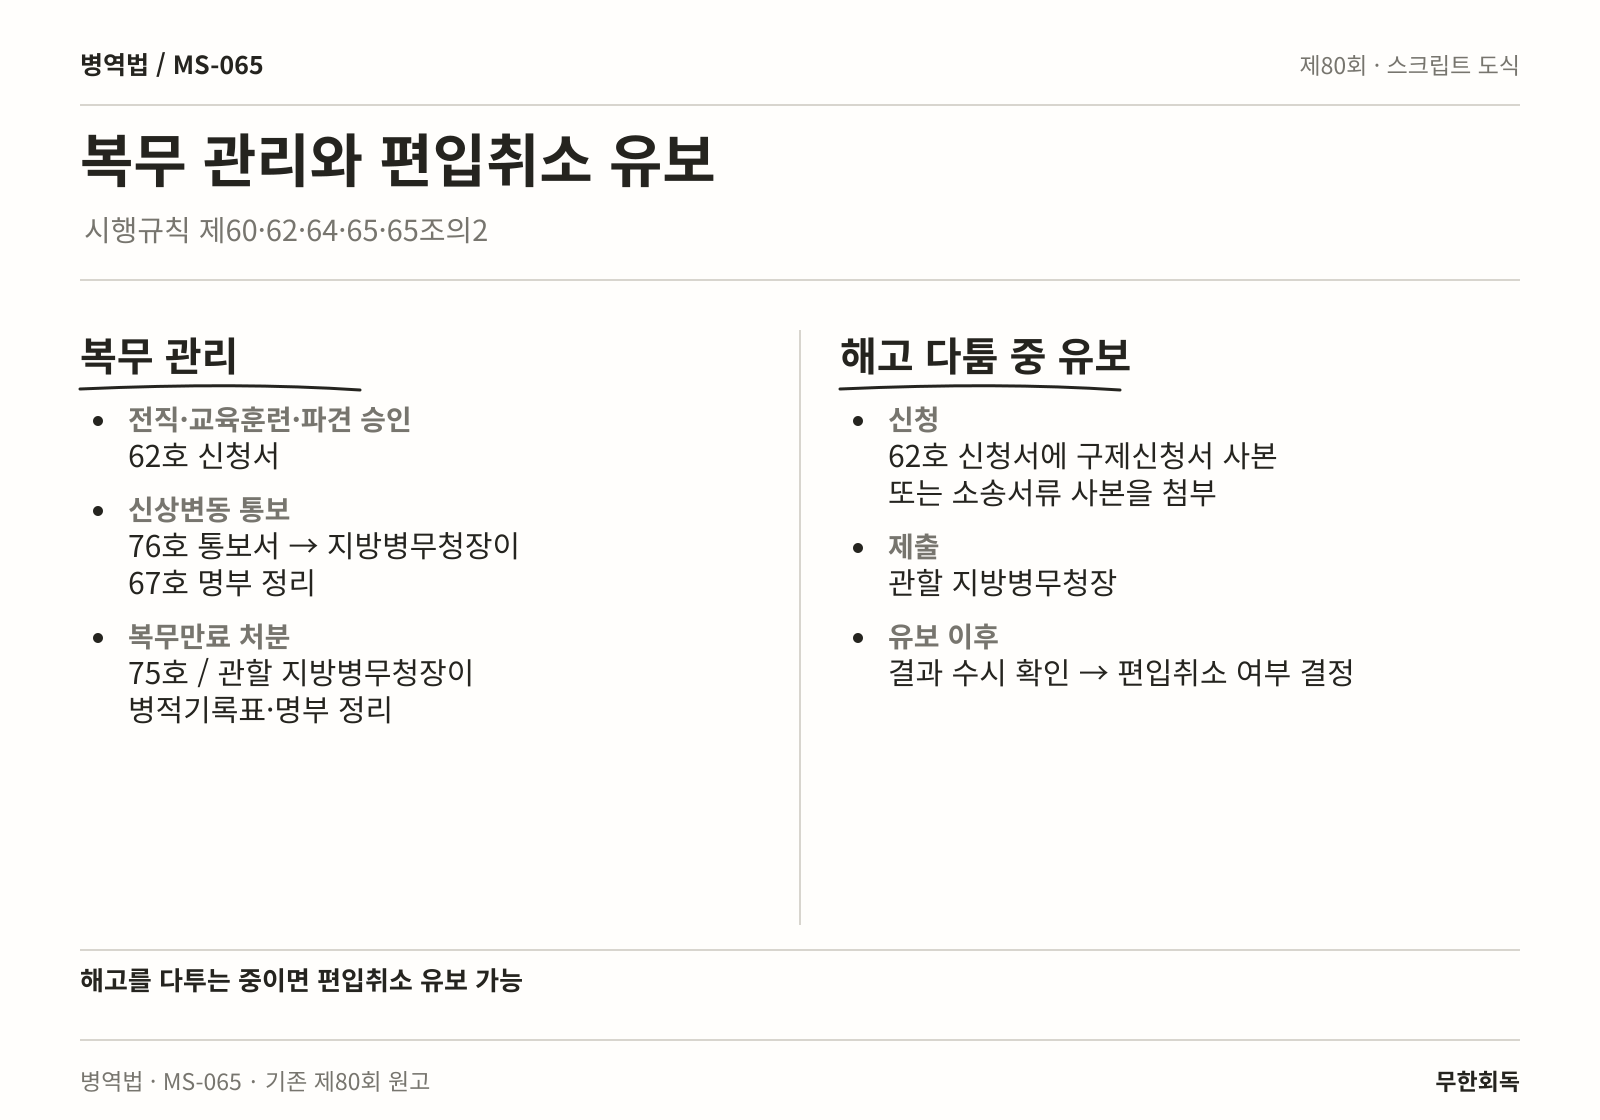 병역법 / MS-065
제80회 · 스크립트 도식
복무 관리와 편입취소 유보
시행규칙 제60·62·64·65·65조의2
복무 관리
• 전직·교육훈련·파견 승인
62호 신청서
• 신상변동 통보
76호 통보서 → 지방병무청장이
67호 명부 정리
• 복무만료 처분
75호 / 관할 지방병무청장이
병적기록표·명부 정리
해고 다툼 중 유보
• 신청
62호 신청서에 구제신청서 사본
또는 소송서류 사본을 첨부
• 제출
관할 지방병무청장
• 유보 이후
결과 수시 확인 → 편입취소 여부 결정
해고를 다투는 중이면 편입취소 유보 가능
병역법 · MS-065 · 기존 제80회 원고
무한회독